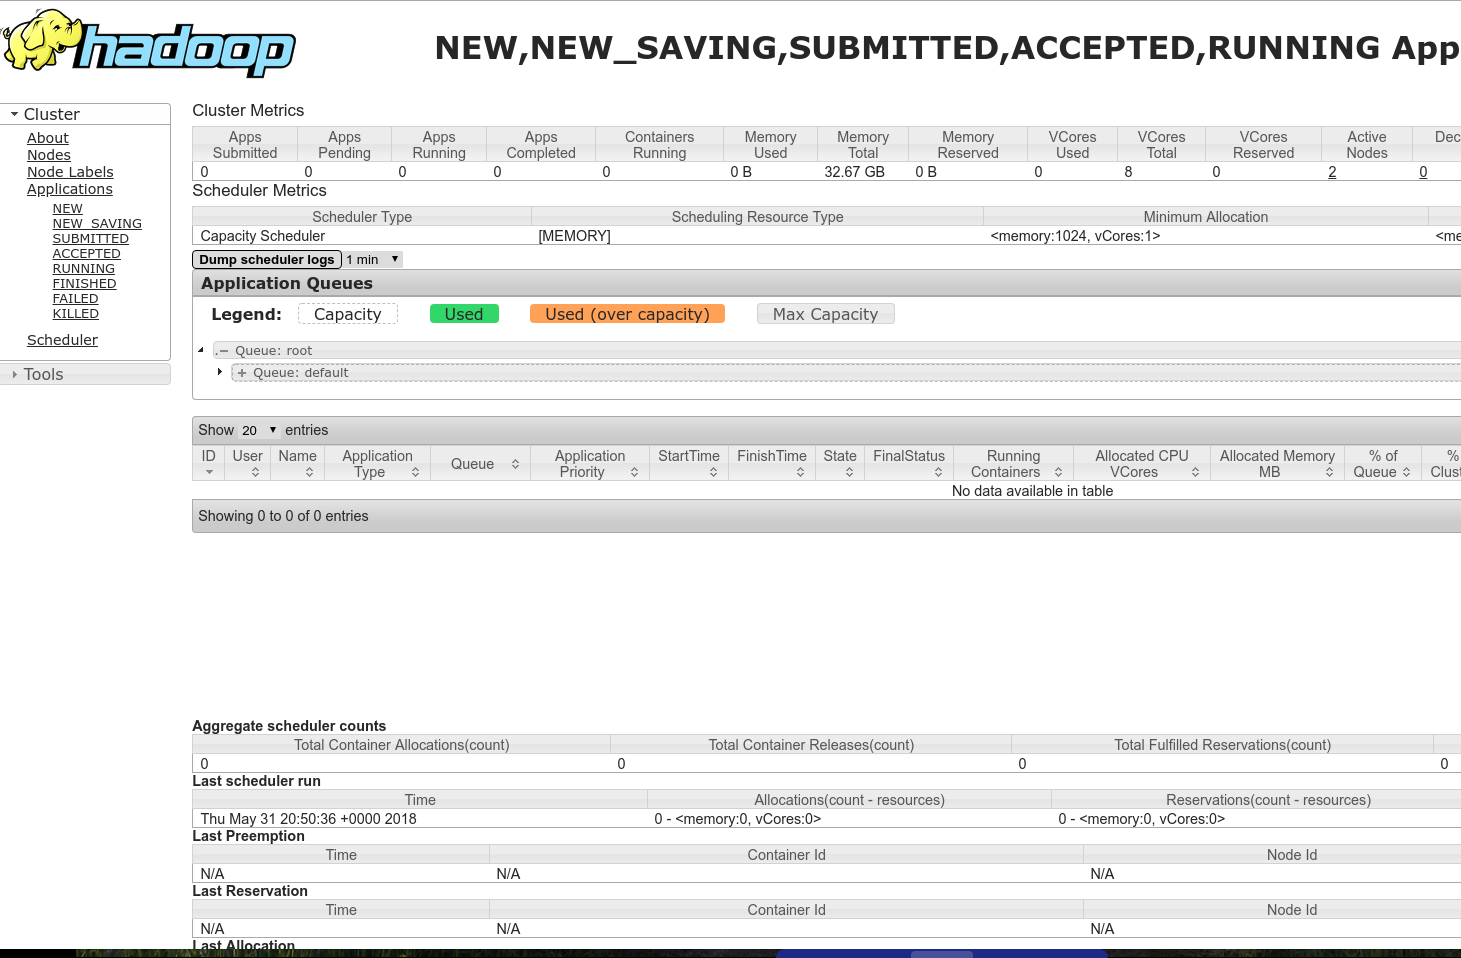 hadoop
NEW,NEW_SAVING,SUBMITTED,ACCEPTED,RUNNING App
Cluster
About
Nodes
Node Labels
Applications
NEW
NEW_SAVING
SUBMITTED
ACCEPTED
RUNNING
FINISHED
FAILED
KILLED
Scheduler
Tools
Cluster Metrics
Apps Submitted Apps Pending Apps Running Apps Completed Containers Running Memory Used Memory Total Memory Reserved VCores Used VCores Total VCores Reserved Active Nodes Dec
0 0 0 0 0 0 B 32.67 GB 0 B 0 8 0 2 0
Scheduler Metrics
Scheduler Type Scheduling Resource Type Minimum Allocation
Capacity Scheduler [MEMORY] <memory:1024, vCores:1> <me
Dump scheduler logs 1 min
Application Queues
Legend: Capacity Used Used (over capacity) Max Capacity
.– Queue: root
+ Queue: default
Show 20 entries
ID User Name Application Type Queue Application Priority StartTime FinishTime State FinalStatus Running Containers Allocated CPU VCores Allocated Memory MB % of Queue % Clust
No data available in table
Showing 0 to 0 of 0 entries
Aggregate scheduler counts
Total Container Allocations(count) Total Container Releases(count) Total Fulfilled Reservations(count)
0 0 0 0
Last scheduler run
Time Allocations(count - resources) Reservations(count - resources)
Thu May 31 20:50:36 +0000 2018 0 - <memory:0, vCores:0> 0 - <memory:0, vCores:0>
Last Preemption
Time Container Id Node Id
N/A N/A N/A
Last Reservation
Time Container Id Node Id
N/A N/A N/A
Last Allocation